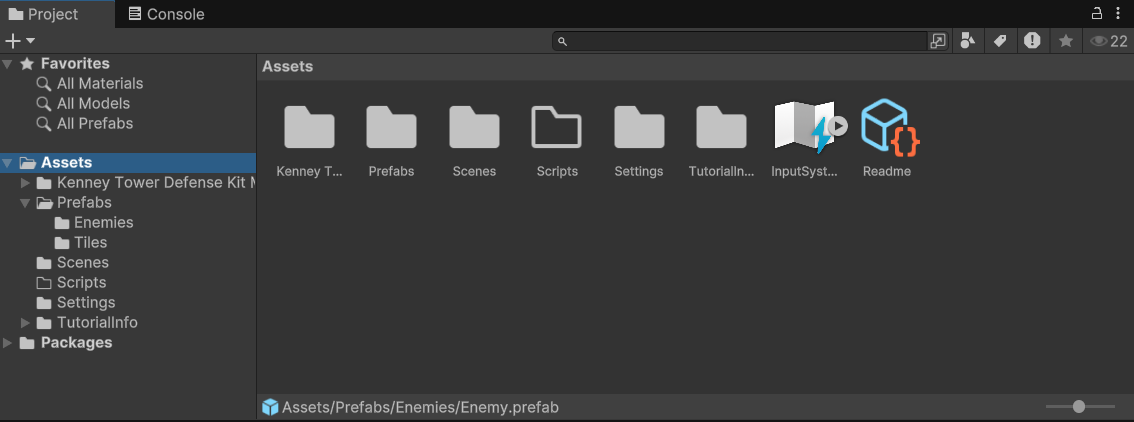 Project
Console
22
Favorites
All Materials
All Models
All Prefabs
Assets
Kenney Tower Defense Kit
Prefabs
Enemies
Tiles
Scenes
Scripts
Settings
TutorialInfo
Packages
Assets
Kenney T... Prefabs Scenes Scripts Settings TutorialIn... InputSyst... Readme
Assets/Prefabs/Enemies/Enemy.prefab